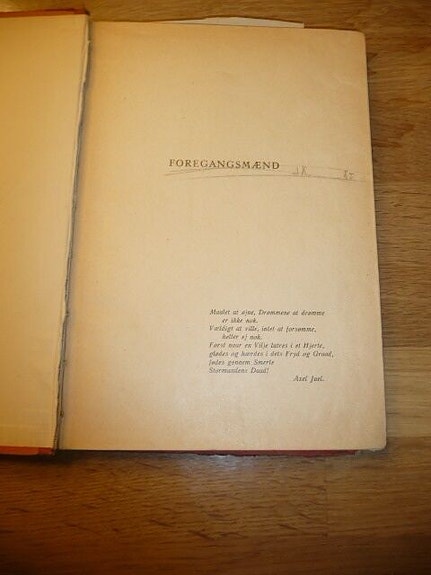 FOREGANGSMÆND
Maalet at øjne, Drømmene at drømme
er ikke nok.
Vældigt at ville, intet at forsømme,
heller ej nok.
Først naar en Vilje lutres i et Hjerte,
glødes og hærdes i dets Fryd og Graad,
fødes gennem Smerte
Stormandens Daad!
Axel Juel.